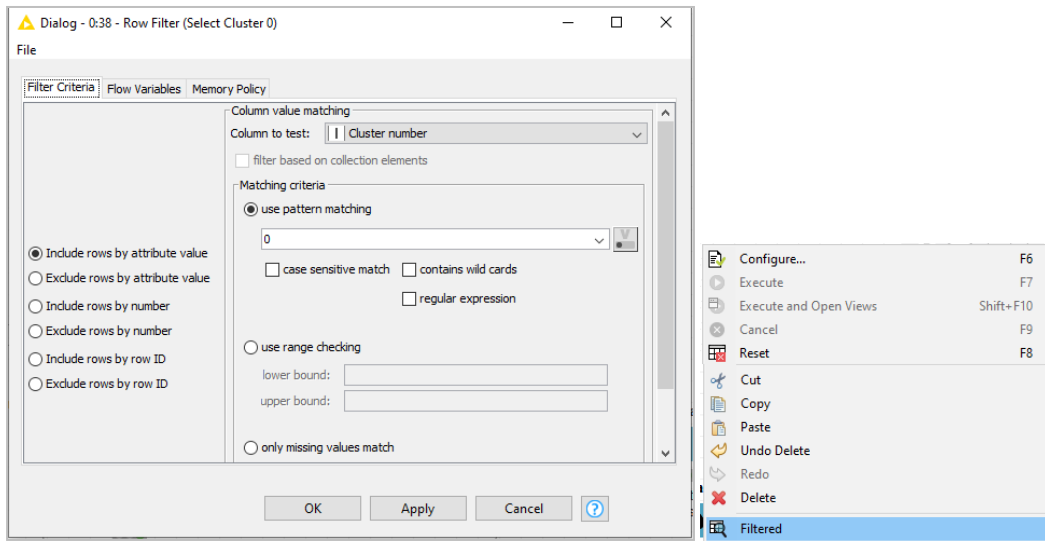 Dialog - 0:38 - Row Filter (Select Cluster 0)
File
Filter Criteria Flow Variables Memory Policy
Include rows by attribute value
Exclude rows by attribute value
Include rows by number
Exclude rows by number
Include rows by row ID
Exclude rows by row ID
Column value matching
Column to test: I Cluster number
filter based on collection elements
Matching criteria
use pattern matching
0
case sensitive match contains wild cards
regular expression
use range checking
lower bound:
upper bound:
only missing values match
OK Apply Cancel ?
Configure... F6
Execute F7
Execute and Open Views Shift+F10
Cancel F9
Reset F8
Cut
Copy
Paste
Undo Delete
Redo
Delete
Filtered